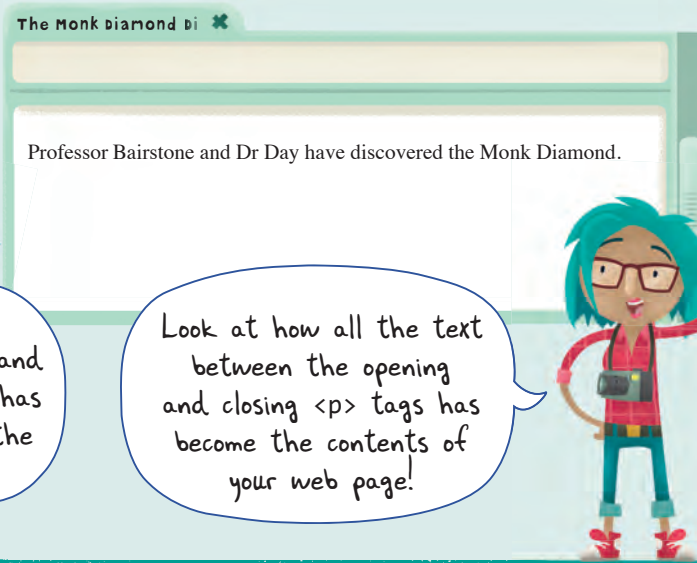 The Monk Diamond Di
Professor Bairstone and Dr Day have discovered the Monk Diamond.
and
has
the
Look at how all the text
between the opening
and closing <p> tags has
become the contents of
your web page!